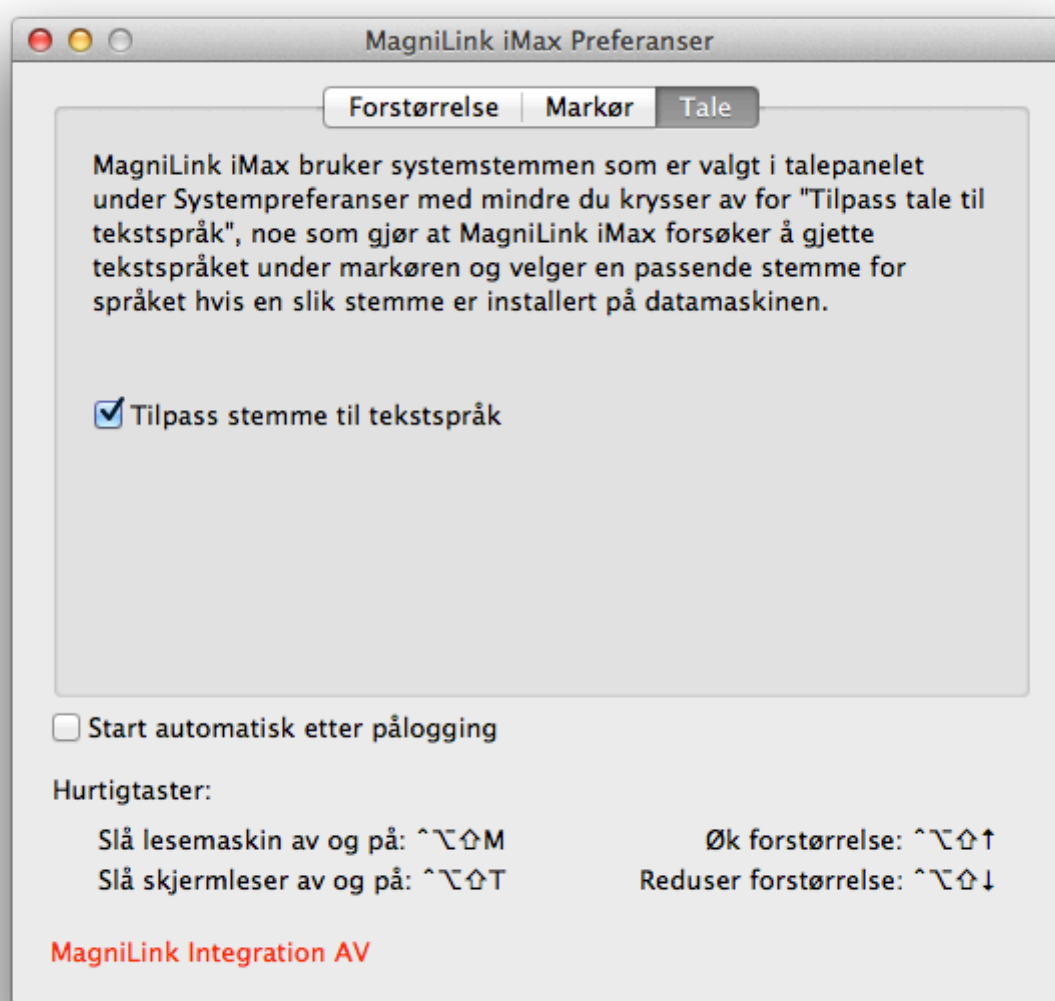 MagniLink iMax Preferanser
Forstørrelse Markør Tale
MagniLink iMax bruker systemstemmen som er valgt i talepanelet
under Systempreferanser med mindre du krysser av for "Tilpass tale til
tekstspråk", noe som gjør at MagniLink iMax forsøker å gjette
tekstspråket under markøren og velger en passende stemme for
språket hvis en slik stemme er installert på datamaskinen.
Tilpass stemme til tekstspråk
Start automatisk etter pålogging
Hurtigtaster:
Slå lesemaskin av og på: ⌃⌥⇧M Øk forstørrelse: ⌃⌥⇧↑
Slå skjermleser av og på: ⌃⌥⇧T Reduser forstørrelse: ⌃⌥⇧↓
MagniLink Integration AV